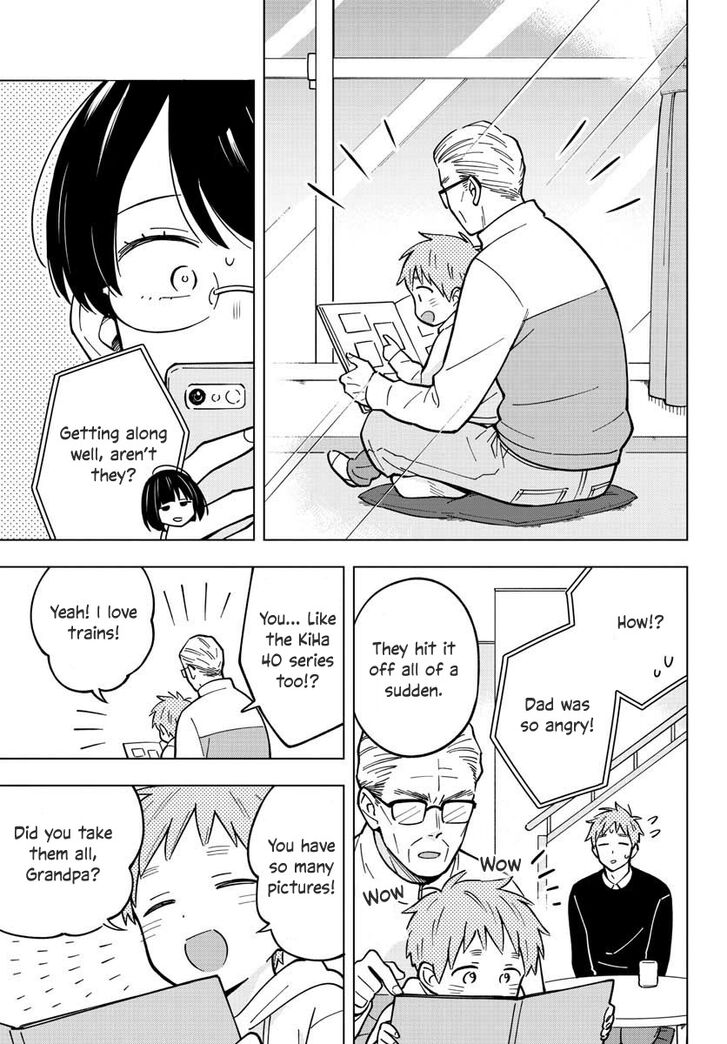 Getting along
well, aren't
they?
How!?
Dad was
so angry!
They hit it
off all of a
sudden.
Wow
Wow
You... Like
the KiHa
40 series
too!?
Yeah! I love
trains!
You have
so many
pictures!
Did you take
them all,
Grandpa?